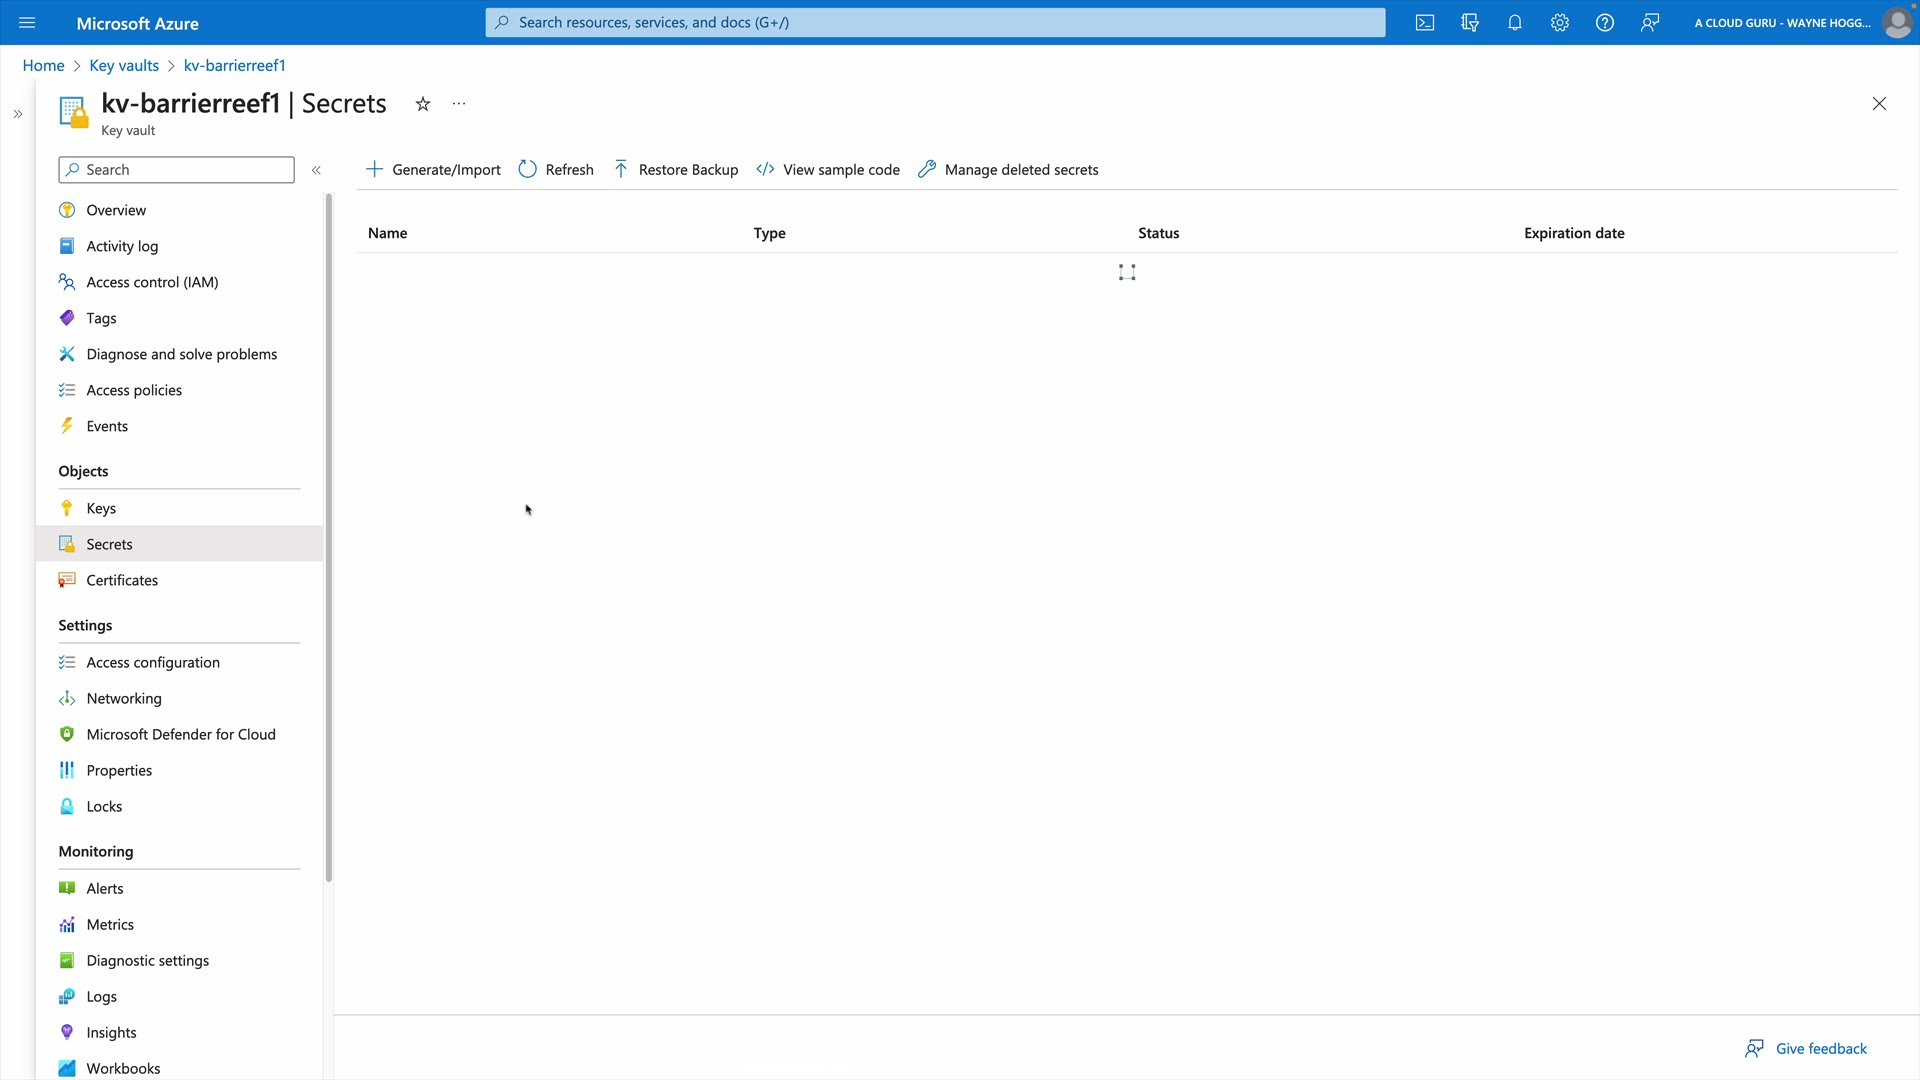 Microsoft Azure
Search resources, services, and docs (G+/)
A CLOUD GURU - WAYNE HOGG...
Home > Key vaults > kv-barrierreef1
kv-barrierreef1 | Secrets
Key vault
Search
Generate/Import
Refresh
Restore Backup
View sample code
Manage deleted secrets
Name
Type
Status
Expiration date
Overview
Activity log
Access control (IAM)
Tags
Diagnose and solve problems
Access policies
Events
Objects
Keys
Secrets
Certificates
Settings
Access configuration
Networking
Microsoft Defender for Cloud
Properties
Locks
Monitoring
Alerts
Metrics
Diagnostic settings
Logs
Insights
Workbooks
Give feedback